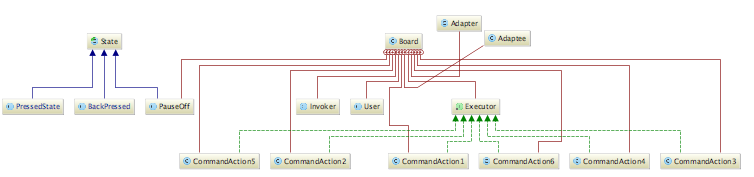 Adapter
State
Board
Adaptee
PressedState
BackPressed
PauseOff
Invoker
User
Executor
CommandAction5
CommandAction2
CommandAction1
CommandAction6
CommandAction4
CommandAction3